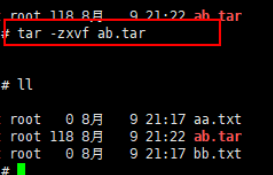 root 118 8月 9 21:22 ab.tar
# tar -zxvf ab.tar
# ll
root 0 8月 9 21:17 aa.txt
root 118 8月 9 21:22 ab.tar
root 0 8月 9 21:17 bb.txt
#